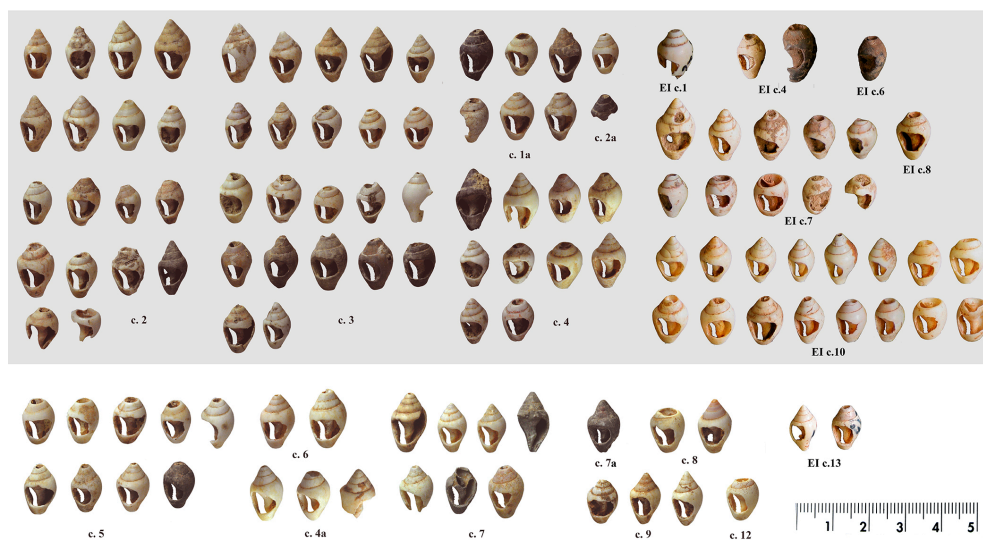 EI c.1
EI c.4
EI c.6
c. 1a
c. 2a
EI c.8
EI c.7
c. 2
c. 3
c. 4
EI c.10
c. 6
c. 7a
c. 8
EI c.13
c. 5
c. 4a
c. 7
c. 9
c. 12
1 2 3 4 5